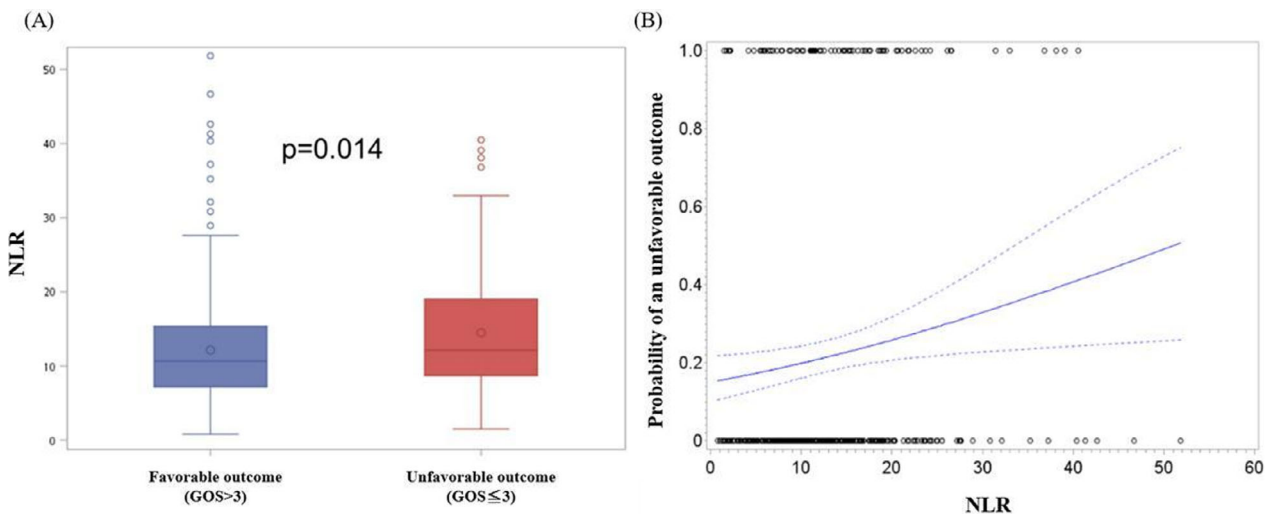 (A)
(B)
50
40
30
20
10
0
NLR
p=0.014
Favorable outcome
(GOS>3)
Unfavorable outcome
(GOS≦3)
1.0
0.8
0.6
0.4
0.2
0
Probability of an unfavorable outcome
0 10 20 30 40 50 60
NLR